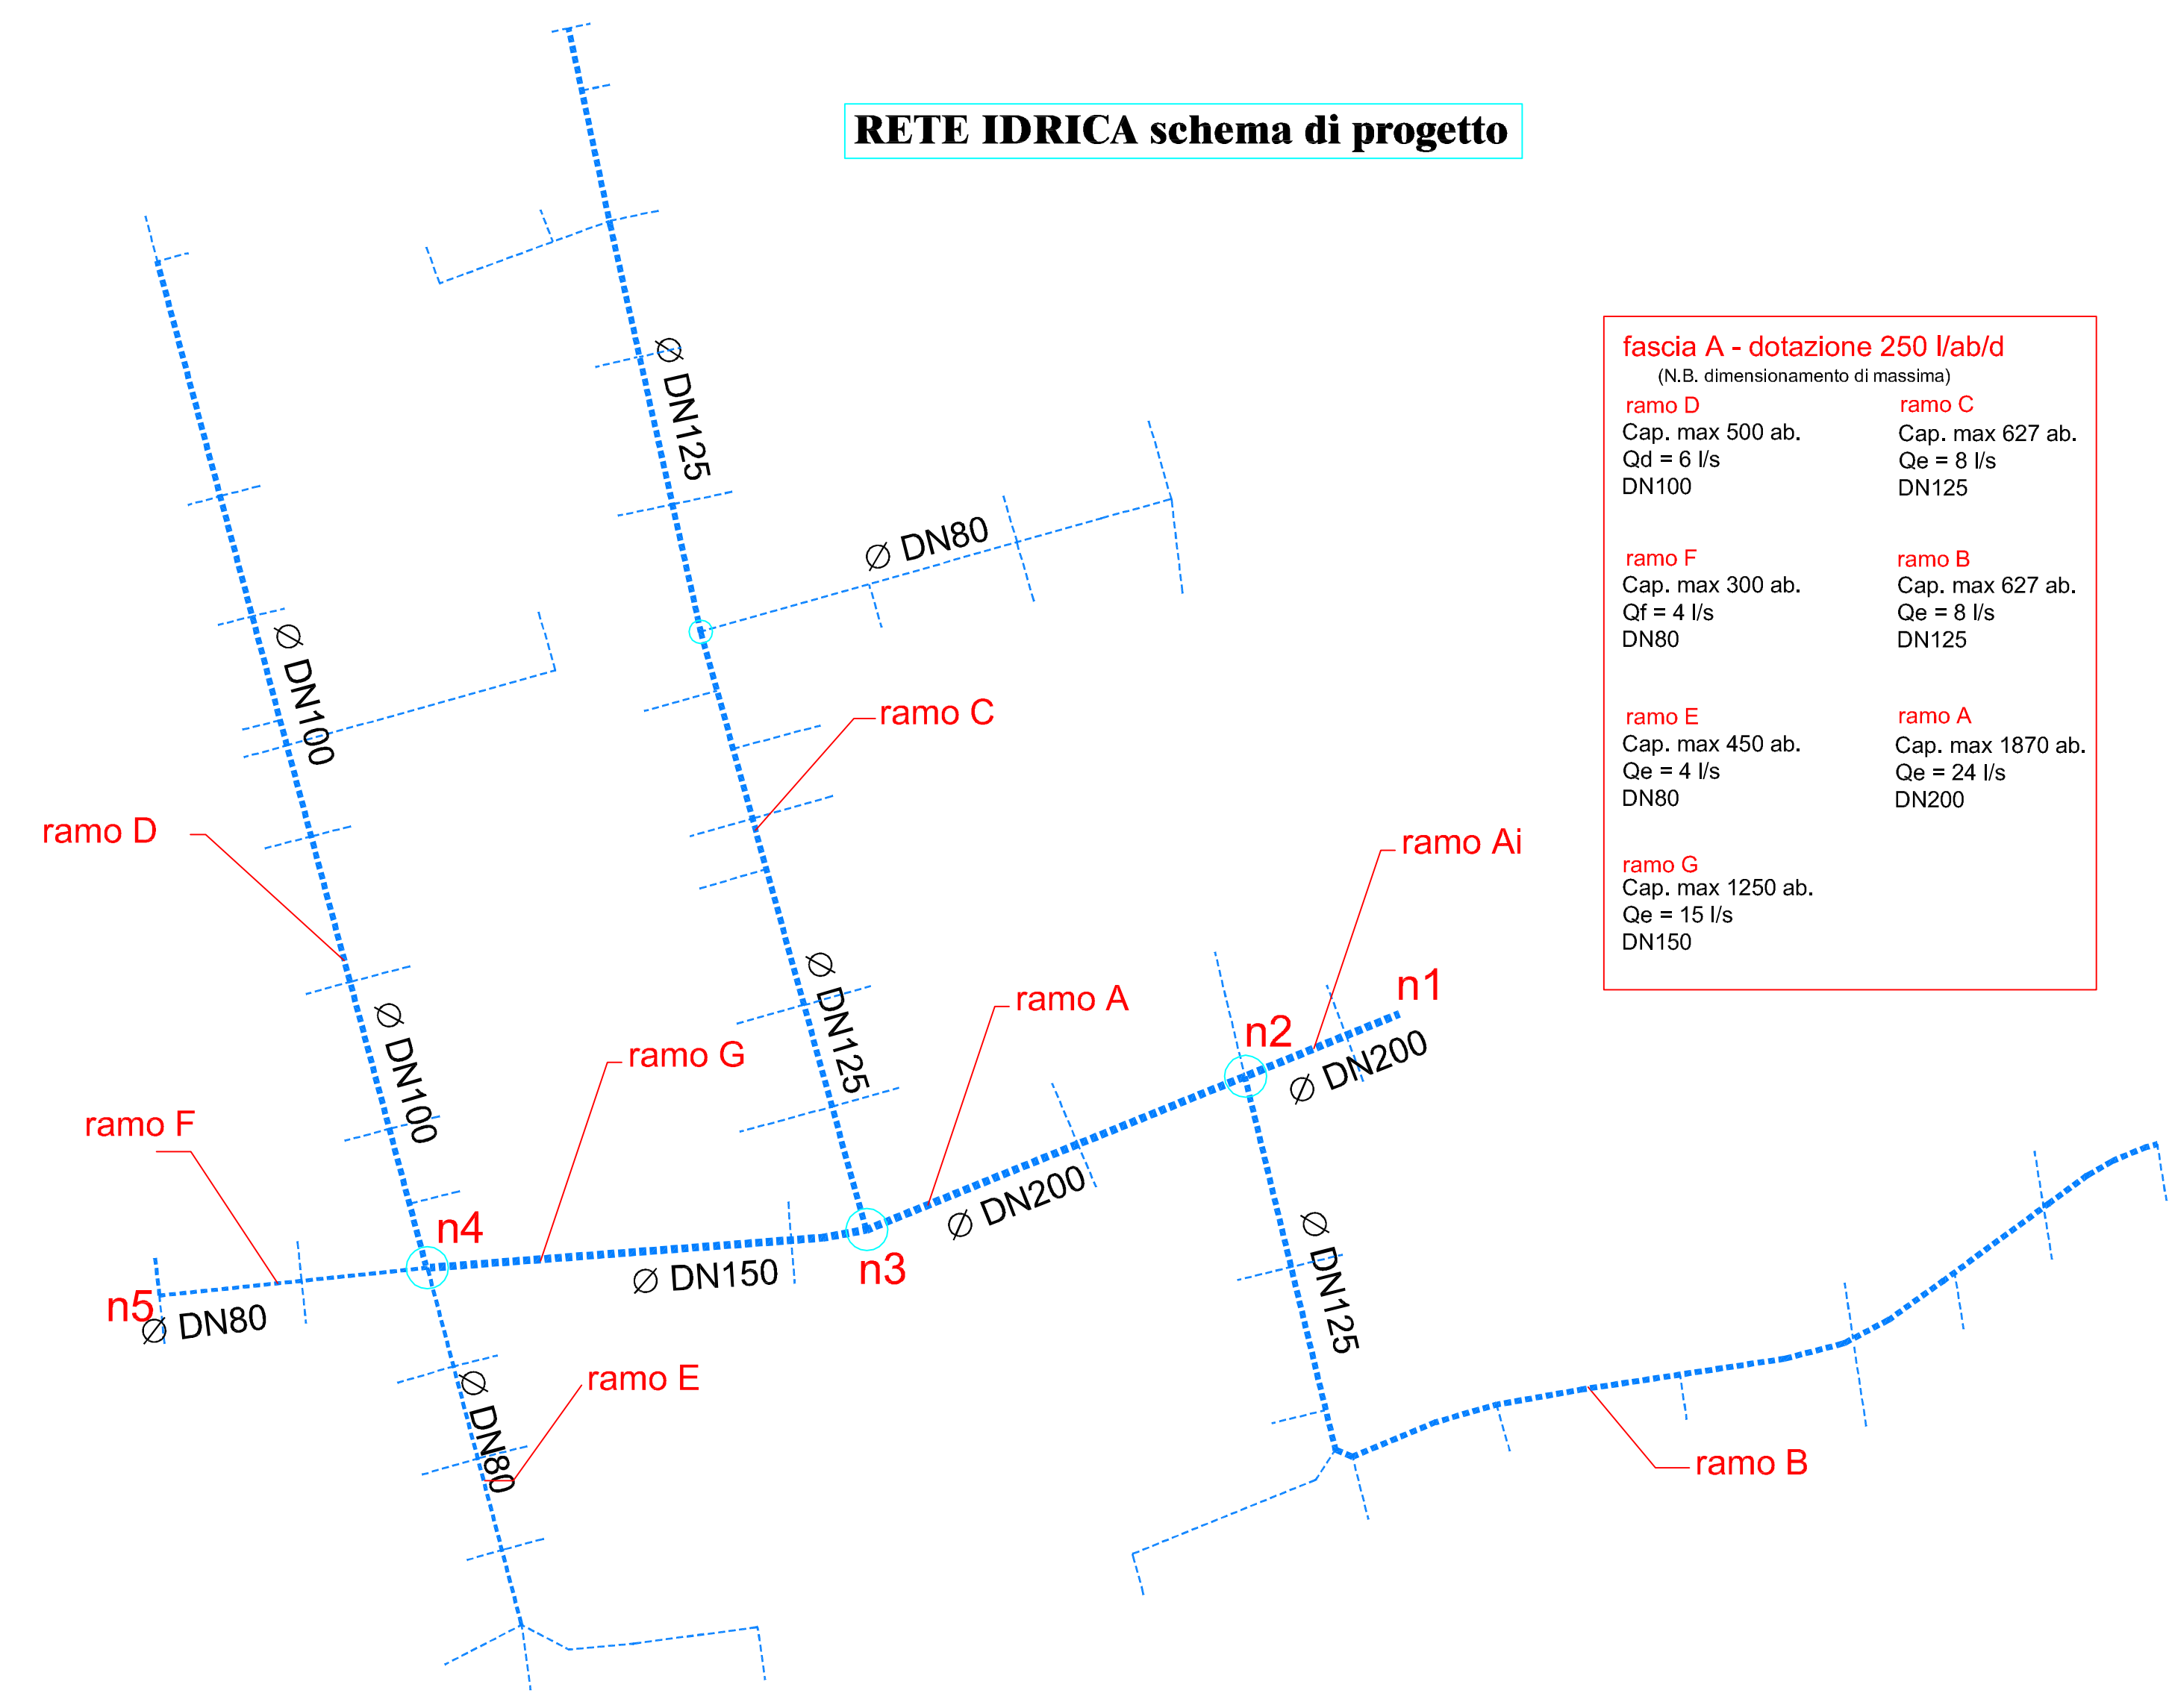 RETE IDRICA schema di progetto
fascia A - dotazione 250 l/ab/d
(N.B. dimensionamento di massima)
ramo D
Cap. max 500 ab.
Qd = 6 l/s
DN100
ramo C
Cap. max 627 ab.
Qe = 8 l/s
DN125
ramo F
Cap. max 300 ab.
Qf = 4 l/s
DN80
ramo B
Cap. max 627 ab.
Qe = 8 l/s
DN125
ramo E
Cap. max 450 ab.
Qe = 4 l/s
DN80
ramo A
Cap. max 1870 ab.
Qe = 24 l/s
DN200
ramo G
Cap. max 1250 ab.
Qe = 15 l/s
DN150
Ø DN125
Ø DN80
Ø DN100
ramo C
ramo D
ramo Ai
n1
n2
Ø DN200
ramo A
Ø DN125
ramo G
Ø DN100
ramo F
n4
n3
Ø DN200
Ø DN150
n5
Ø DN80
Ø DN125
ramo E
Ø DN80
ramo B